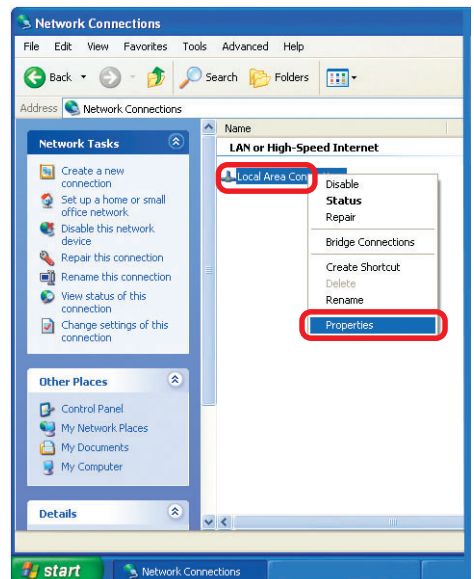 Network Connections
File Edit View Favorites Tools Advanced Help
Back Search Folders
Address Network Connections
Name
LAN or High-Speed Internet
Local Area Con
Disable
Status
Repair
Bridge Connections
Create Shortcut
Delete
Rename
Properties
Network Tasks
Create a new
connection
Set up a home or small
office network
Disable this network
device
Repair this connection
Rename this connection
View status of this
connection
Change settings of this
connection
Other Places
Control Panel
My Network Places
My Documents
My Computer
Details
start Network Connections